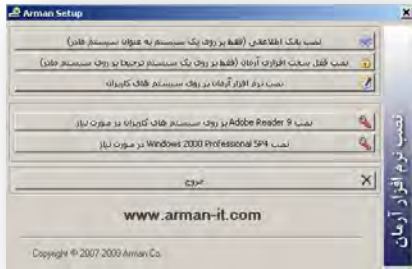 Arman Setup
نصب بانک اطلاعاتی (فقط بر روی یک سیستم به عنوان سیستم مادر)
نصب قفل سخت افزاری آرمان (فقط بر روی یک سیستم ترجیحا بر روی سیستم مادر)
نصب نرم افزار آرمان بر روی سیستم های کاربران
نصب Adobe Reader 9 بر روی سیستم های کاربران در صورت نیاز
نصب Windows 2000 Professional SP4 در صورت نیاز
خروج
نصب نرم افزار آرمان
www.arman-it.com
Copyright © 2007-2009 Arman Co.